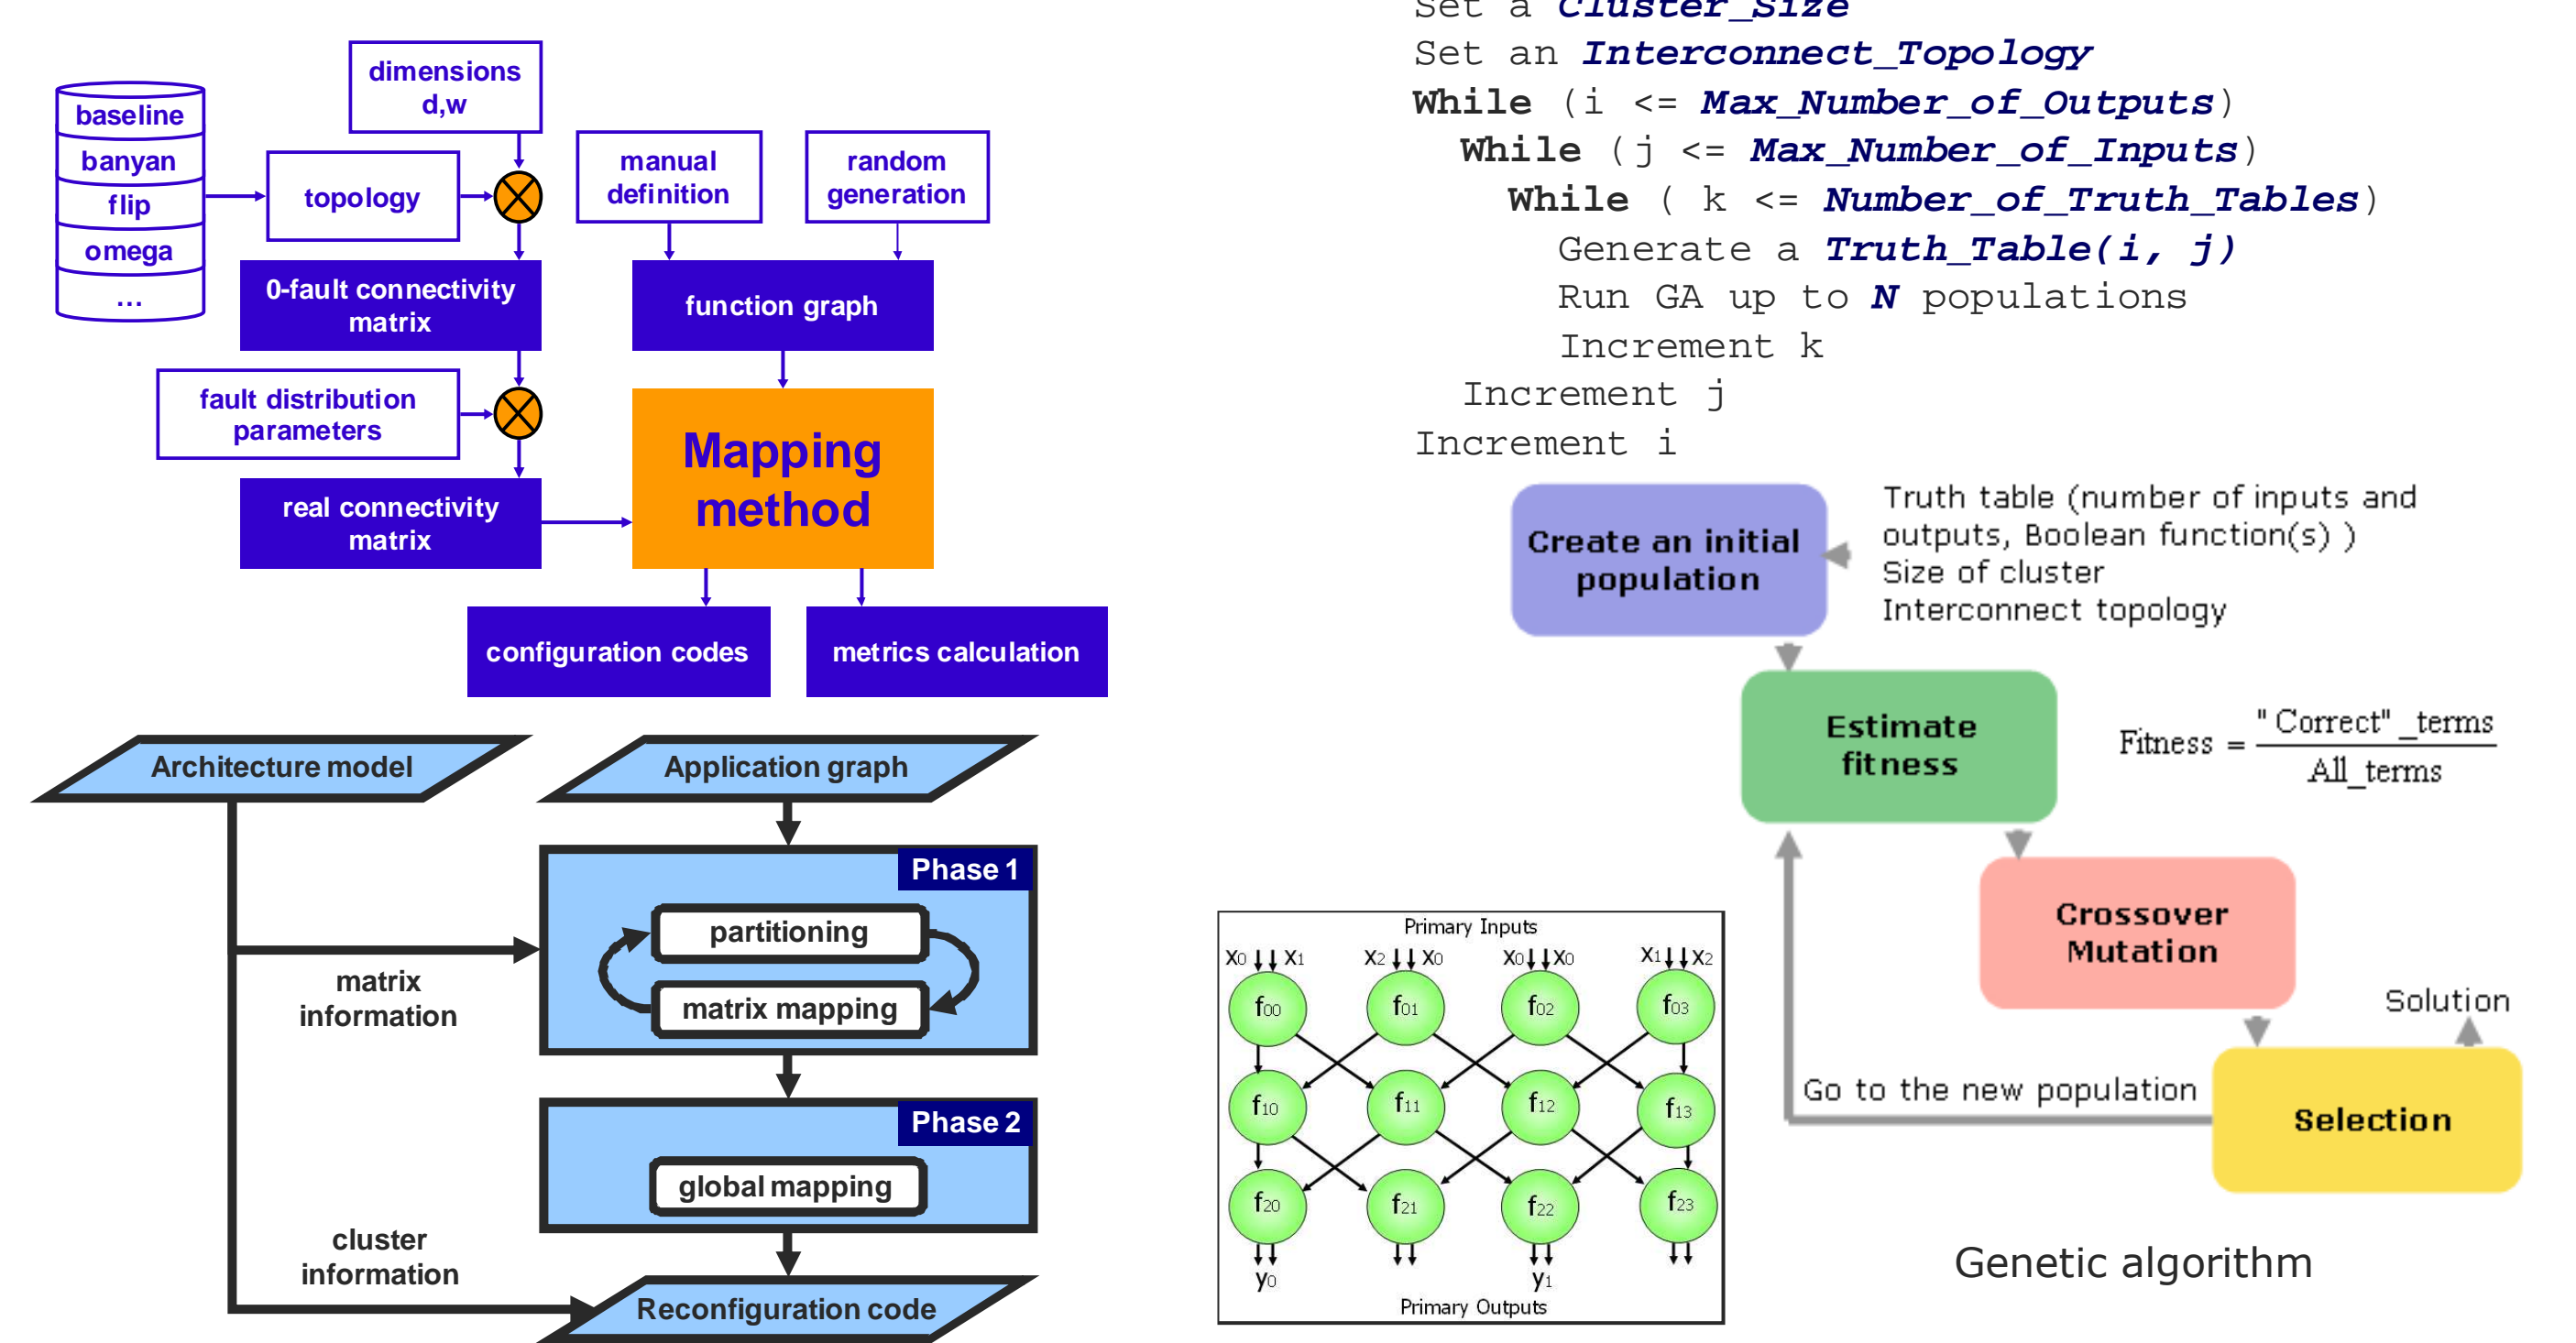 dimensions
d,w
baseline
banyan
flip
omega
...
topology
manual
definition
random
generation
0-fault connectivity
matrix
function graph
fault distribution
parameters
Mapping
method
real connectivity
matrix
configuration codes
metrics calculation
Architecture model
Application graph
Phase 1
partitioning
matrix mapping
matrix
information
Phase 2
global mapping
cluster
information
Reconfiguration code
Set a Cluster_Size
Set an Interconnect_Topology
While (i <= Max_Number_of_Outputs)
While (j <= Max_Number_of_Inputs)
While ( k <= Number_of_Truth_Tables)
Generate a Truth_Table(i, j)
Run GA up to N populations
Increment k
Increment j
Increment i
Create an initial
population
Truth table (number of inputs and
outputs, Boolean function(s) )
Size of cluster
Interconnect topology
Estimate
fitness
Fitness = "Correct"_terms
All_terms
Crossover
Mutation
Solution
Go to the new population
Selection
Genetic algorithm
Primary Inputs
X0 X1 X2 X0 X0 X0 X1 X2
f00 f01 f02 f03
f10 f11 f12 f13
f20 f21 f22 f23
y0 y1
Primary Outputs